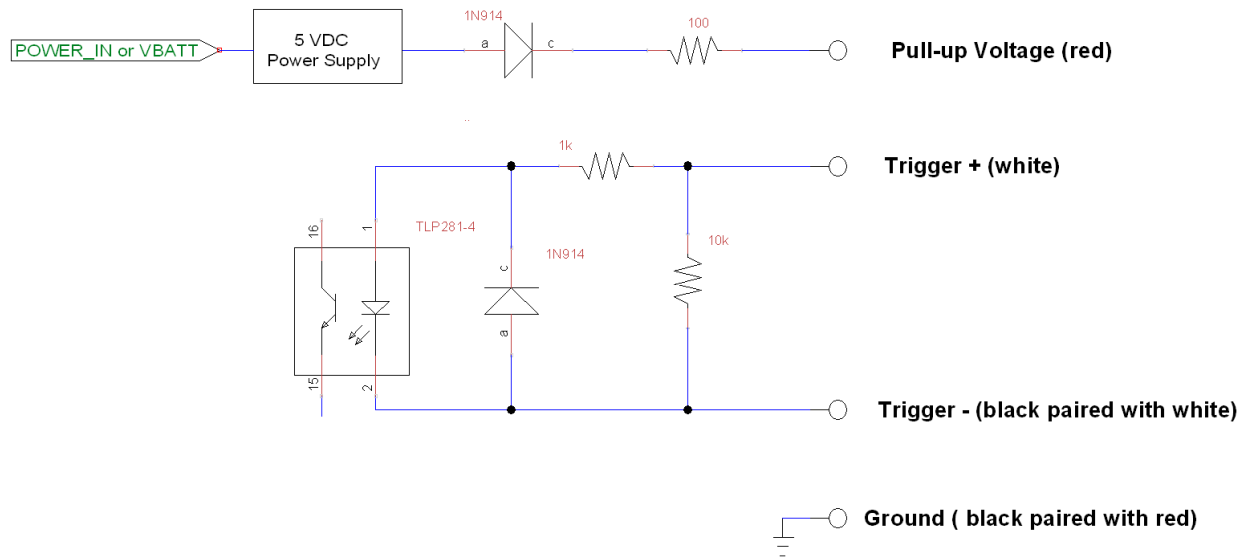 1N914
100
POWER_IN or VBATT
5 VDC
Power Supply
a
c
Pull-up Voltage (red)
1k
Trigger + (white)
16
1
TLP281-4
1N914
10k
c
a
15
2
Trigger - (black paired with white)
Ground ( black paired with red)